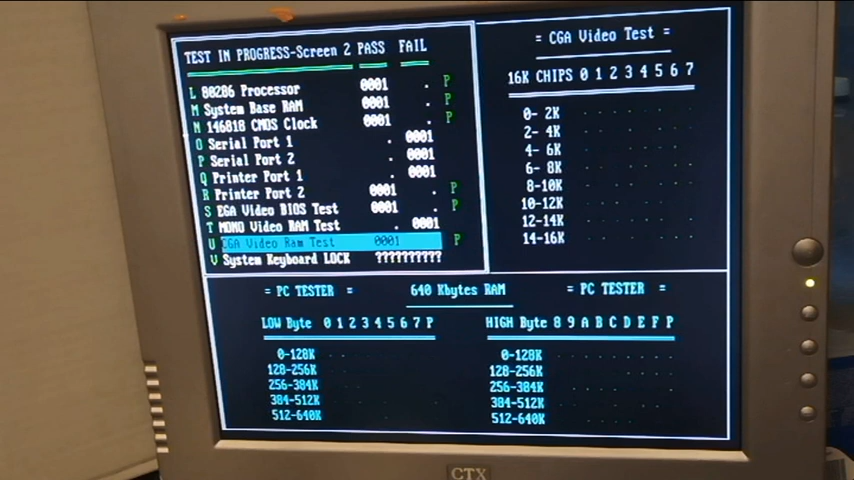 TEST IN PROGRESS-Screen 2 PASS FAIL
L 80286 Processor 0001 . P
M System Base RAM 0001 . P
N 146818 CMOS Clock 0001 . P
O Serial Port 1 . 0001
P Serial Port 2 . 0001
Q Printer Port 1 . 0001
R Printer Port 2 0001 . P
S EGA Video BIOS Test 0001 . P
T MONO Video RAM Test . 0001
U CGA Video Ram Test 0001 P
V System Keyboard LOCK ??????????
= CGA Video Test =
16K CHIPS 0 1 2 3 4 5 6 7
0- 2K
2- 4K
4- 6K
6- 8K
8-10K
10-12K
12-14K
14-16K
= PC TESTER = 640 Kbytes RAM = PC TESTER =
LOW Byte 0 1 2 3 4 5 6 7 P
0-128K
128-256K
256-384K
384-512K
512-640K
HIGH Byte 8 9 A B C D E F P
0-128K
128-256K
256-384K
384-512K
512-640K
CTX